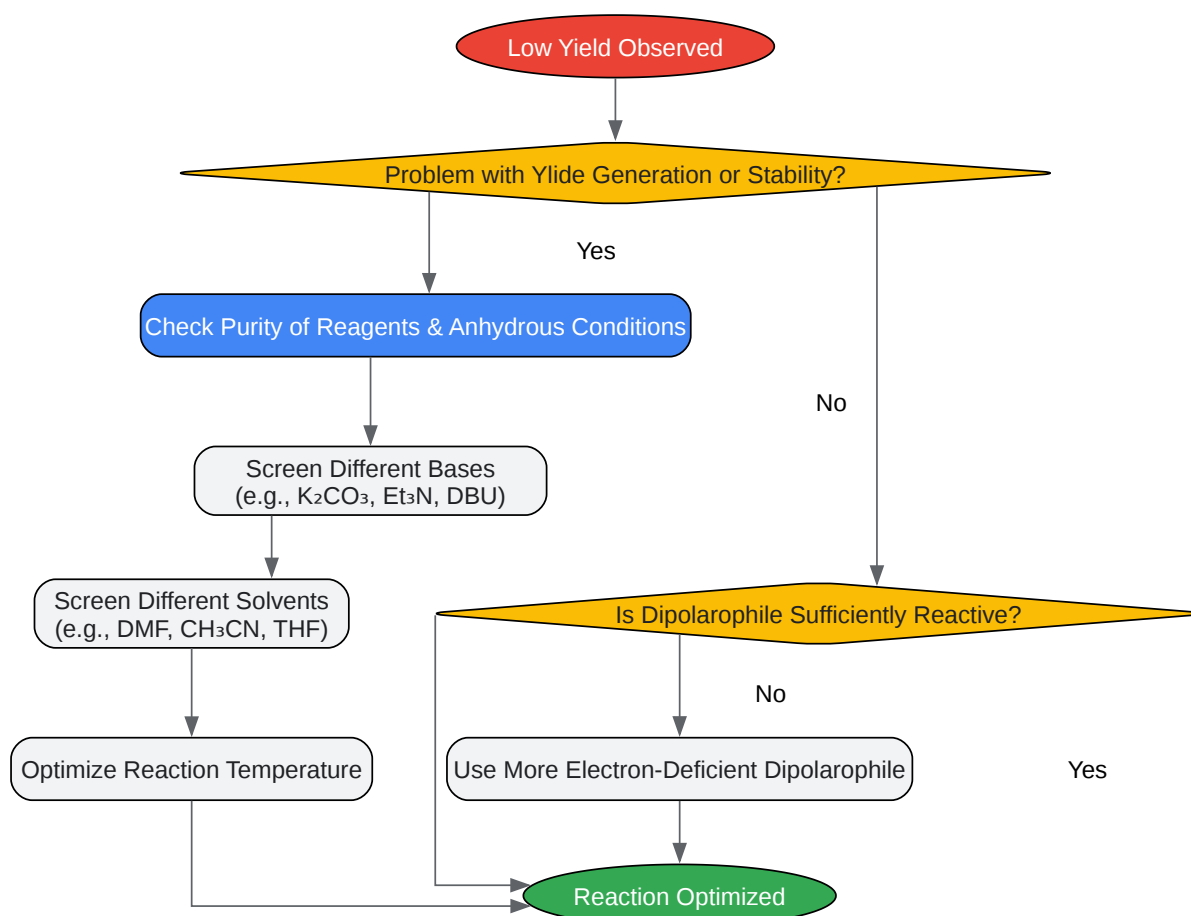 Low Yield Observed
Problem with Ylide Generation or Stability?
Yes
Check Purity of Reagents & Anhydrous Conditions
No
Screen Different Bases
(e.g., K₂CO₃, Et₃N, DBU)
Screen Different Solvents
(e.g., DMF, CH₃CN, THF)
Is Dipolarophile Sufficiently Reactive?
No
Optimize Reaction Temperature
Use More Electron-Deficient Dipolarophile
Yes
Reaction Optimized